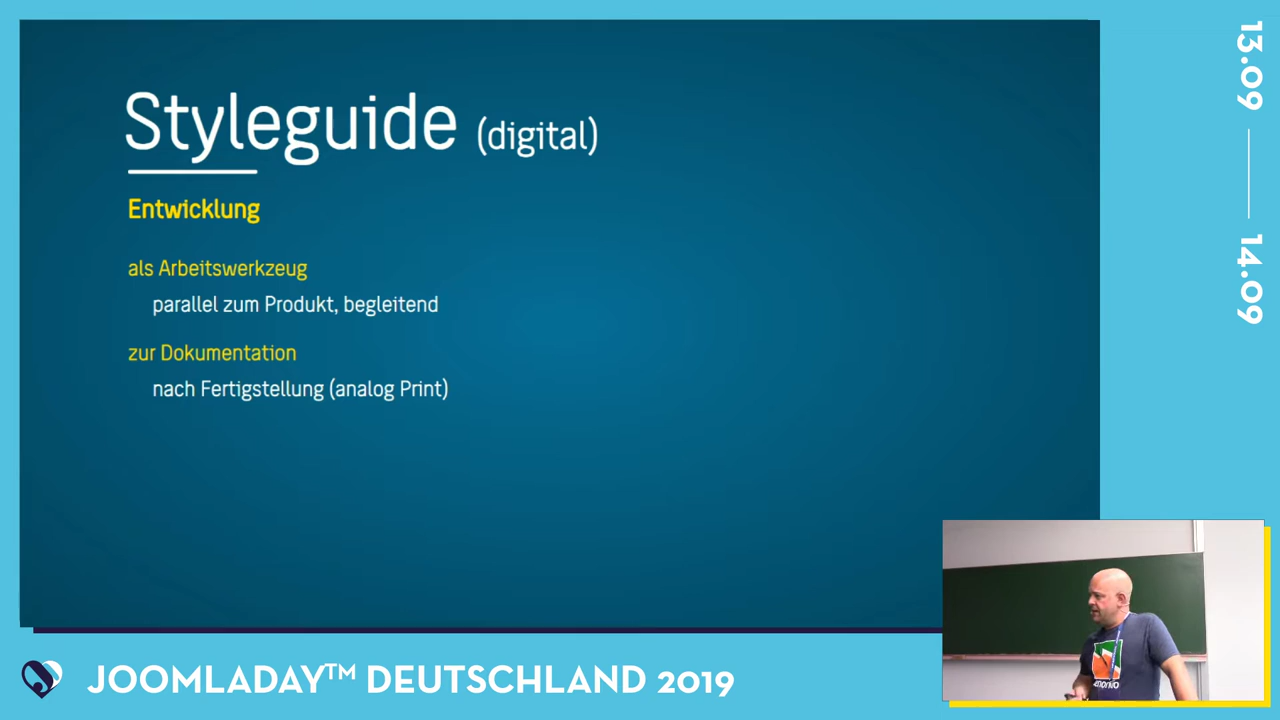 Styleguide (digital)
Entwicklung
als Arbeitswerkzeug
parallel zum Produkt, begleitend
zur Dokumentation
nach Fertigstellung (analog Print)
13.09
14.09
JOOMLADAY™ DEUTSCHLAND 2019